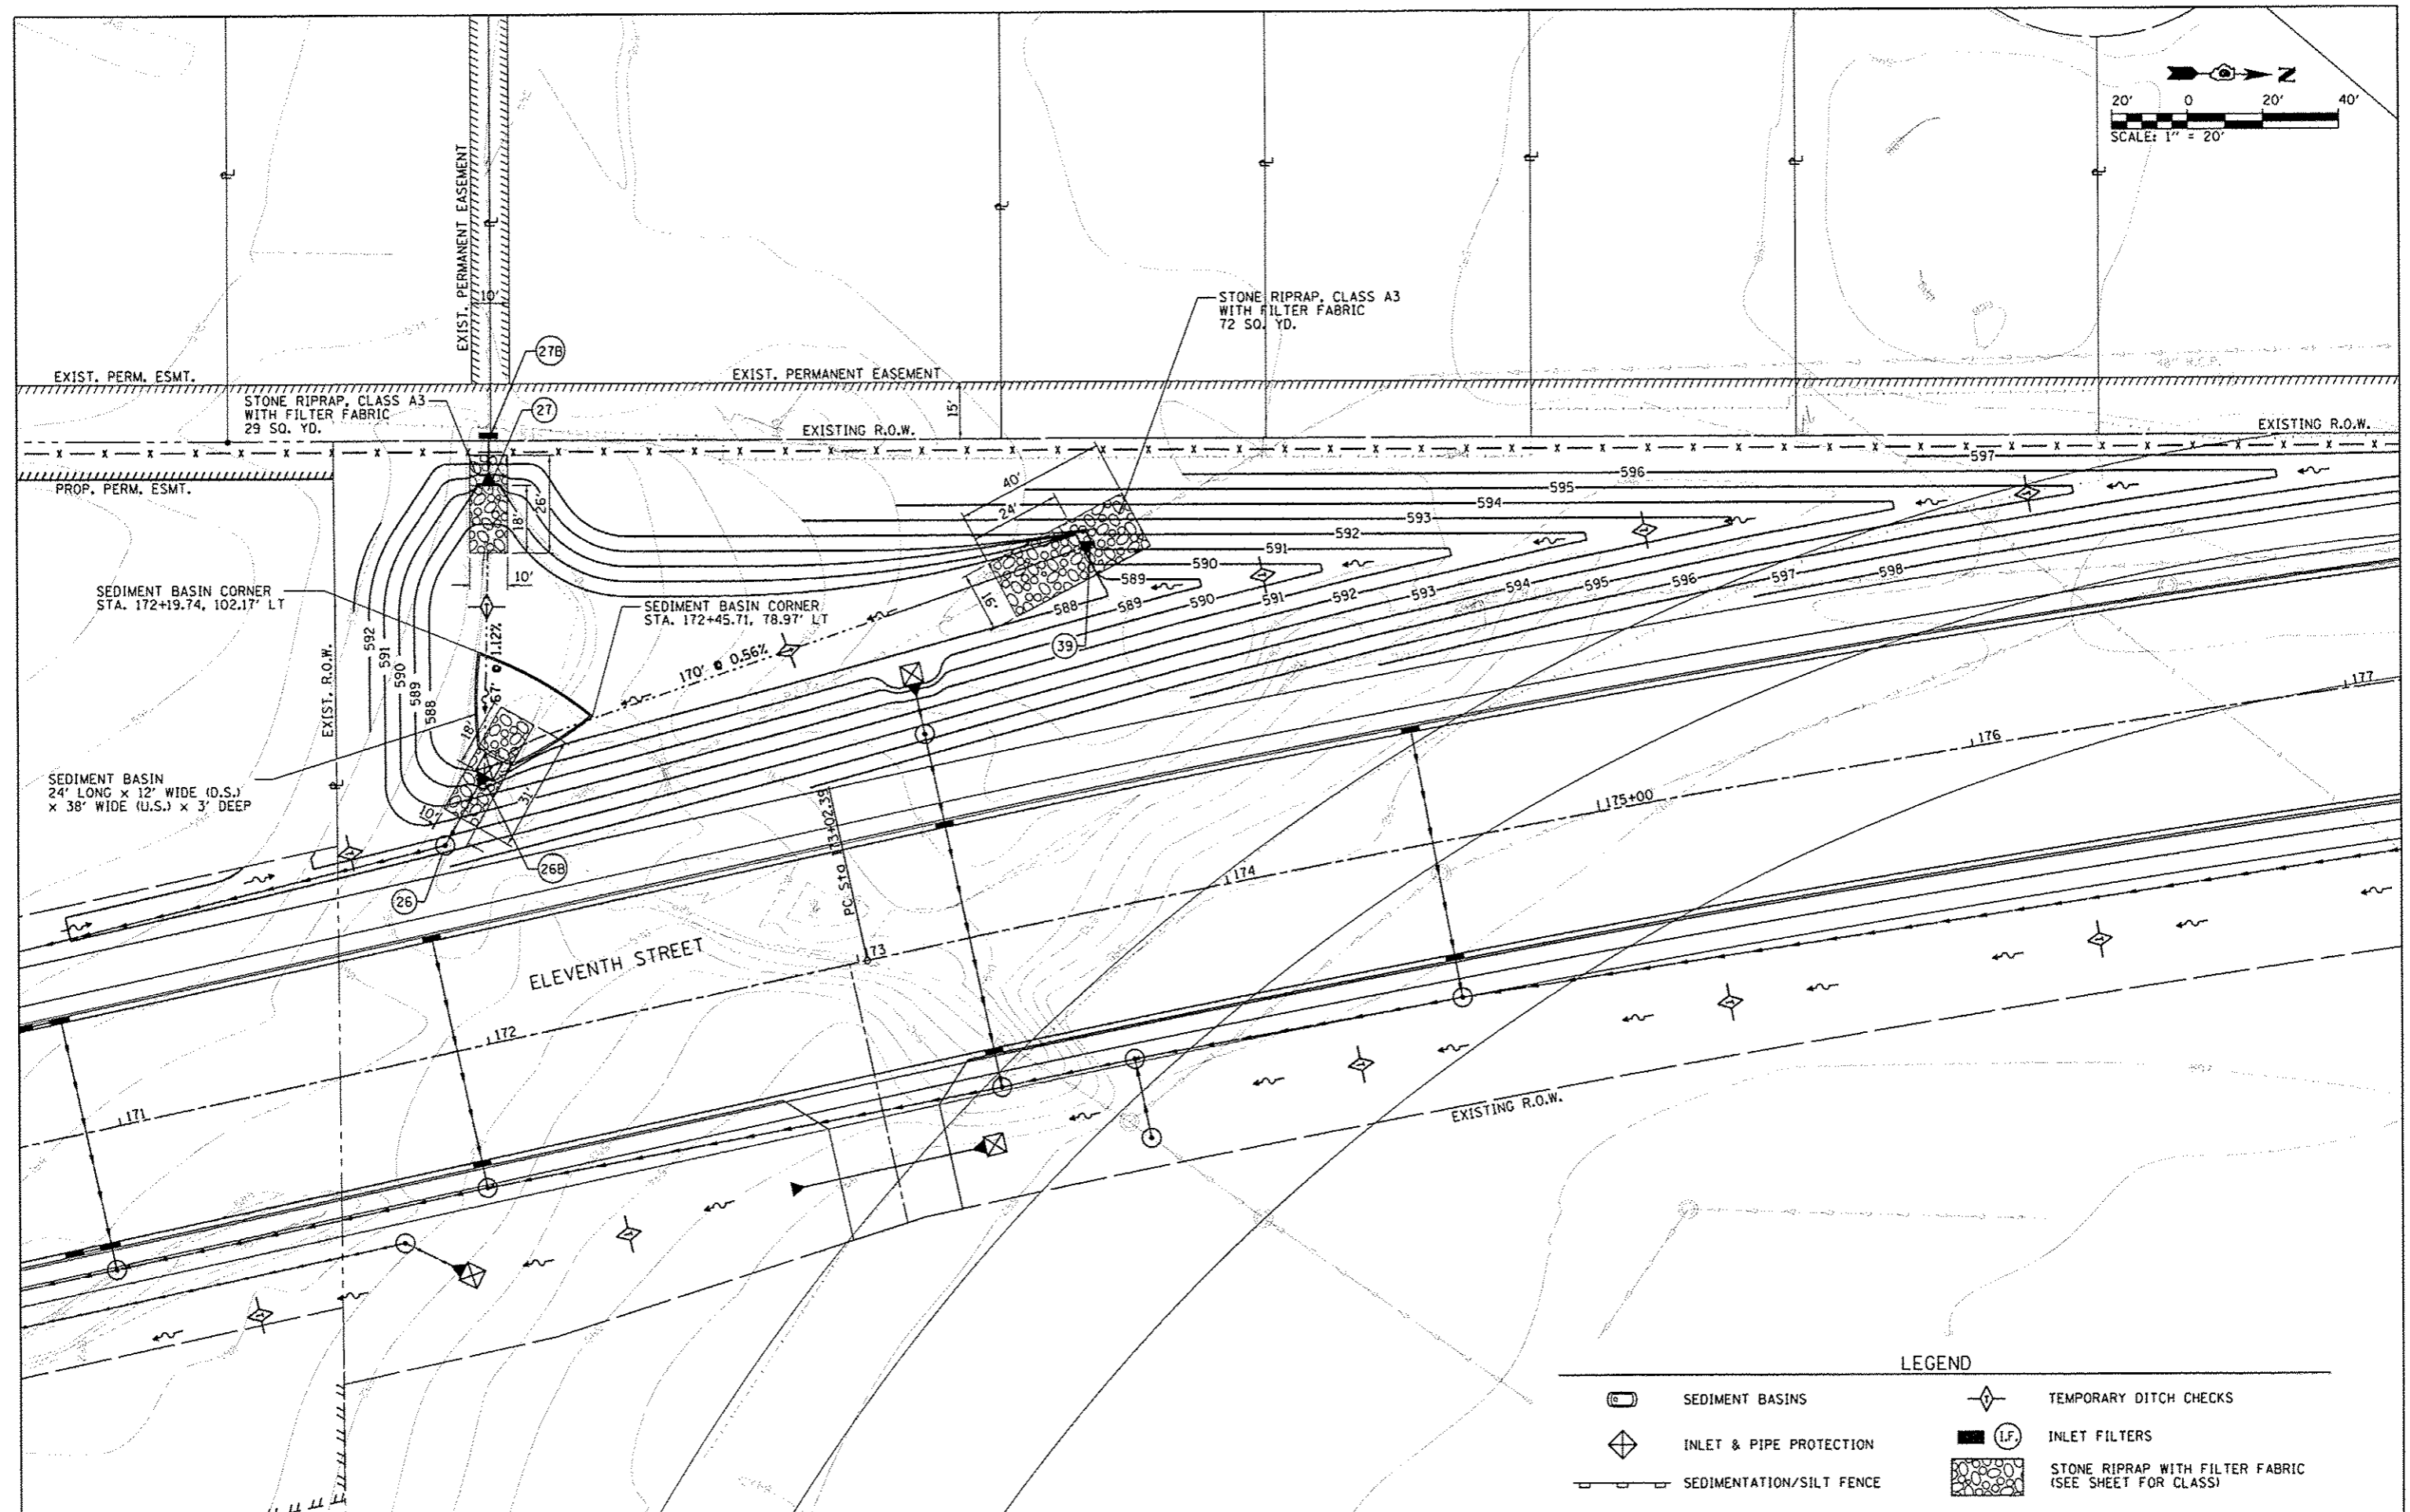 N
20' 0 20' 40'
SCALE: 1" = 20'
EXIST. PERMANENT EASEMENT
10'
STONE RIPRAP, CLASS A3
WITH FILTER FABRIC
72 SQ. YD.
27B
EXIST. PERM. ESMT.
EXIST. PERMANENT EASEMENT
STONE RIPRAP, CLASS A3
WITH FILTER FABRIC
29 SQ. YD.
27
15'
EXISTING R.O.W.
EXISTING R.O.W.
PROP. PERM. ESMT.
597
596
595
594
593
592
591
590
589
40'
24'
16'
26'
18'
10'
588
589
590
591
592
593
594
595
596
597
598
SEDIMENT BASIN CORNER
STA. 172+19.74, 102.17' LT
SEDIMENT BASIN CORNER
STA. 172+45.71, 78.97' LT
592
591
590
589
588
67' @ 1.12%
170' @ 0.56%
39
EXIST. R.O.W.
18'
31'
10'
SEDIMENT BASIN
24' LONG x 12' WIDE (D.S.)
x 38' WIDE (U.S.) x 3' DEEP
26B
26
PC Sta 173+02.39
ELEVENTH STREET
171
172
173
174
175+00
176
177
EXISTING R.O.W.
LEGEND
SEDIMENT BASINS
TEMPORARY DITCH CHECKS
INLET & PIPE PROTECTION
I.F. INLET FILTERS
SEDIMENTATION/SILT FENCE
STONE RIPRAP WITH FILTER FABRIC
(SEE SHEET FOR CLASS)